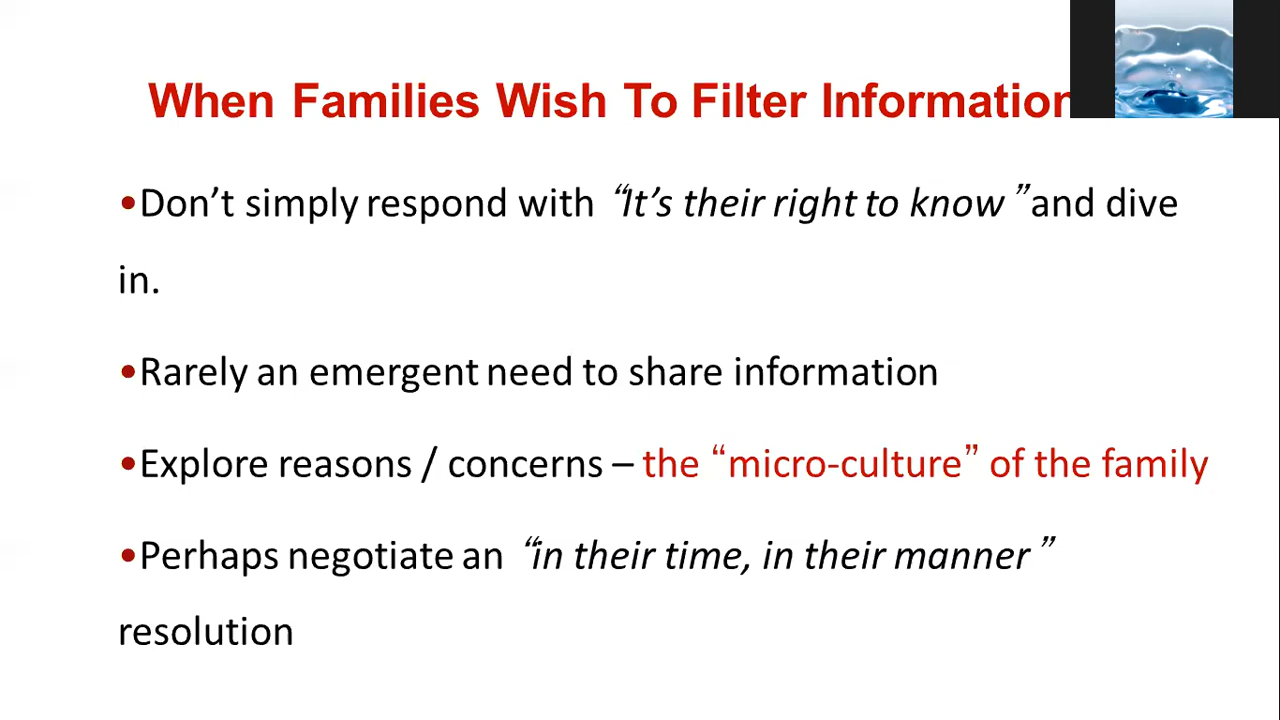 When Families Wish To Filter Information
•Don’t simply respond with “It’s their right to know ”and dive
in.
•Rarely an emergent need to share information
•Explore reasons / concerns – the “micro-culture” of the family
•Perhaps negotiate an “in their time, in their manner ”
resolution